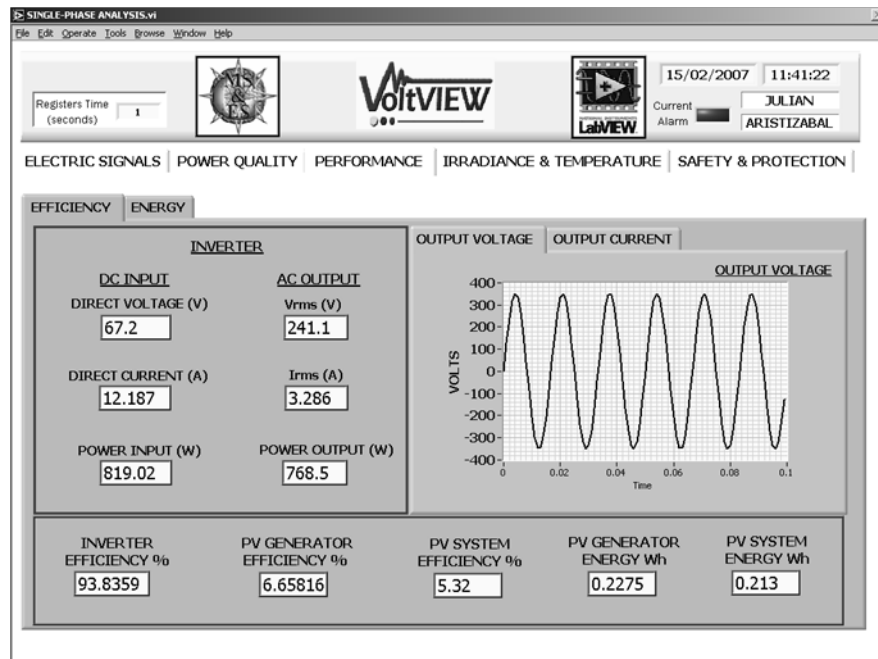 SINGLE-PHASE ANALYSIS.vi
File Edit Operate Tools Browse Window Help
Registers Time (seconds) 1
MS & ES
VoltVIEW
NATIONAL INSTRUMENTS
LabVIEW
15/02/2007 11:41:22
Current Alarm
JULIAN
ARISTIZABAL
ELECTRIC SIGNALS POWER QUALITY PERFORMANCE IRRADIANCE & TEMPERATURE SAFETY & PROTECTION
EFFICIENCY ENERGY
INVERTER
DC INPUT AC OUTPUT
DIRECT VOLTAGE (V) Vrms (V)
67.2 241.1
DIRECT CURRENT (A) Irms (A)
12.187 3.286
POWER INPUT (W) POWER OUTPUT (W)
819.02 768.5
OUTPUT VOLTAGE OUTPUT CURRENT
OUTPUT VOLTAGE
VOLTS
400
300
200
100
0
-100
-200
-300
-400
0 0.02 0.04 0.06 0.08 0.1
Time
INVERTER EFFICIENCY %
93.8359
PV GENERATOR EFFICIENCY %
6.65816
PV SYSTEM EFFICIENCY %
5.32
PV GENERATOR ENERGY Wh
0.2275
PV SYSTEM ENERGY Wh
0.213